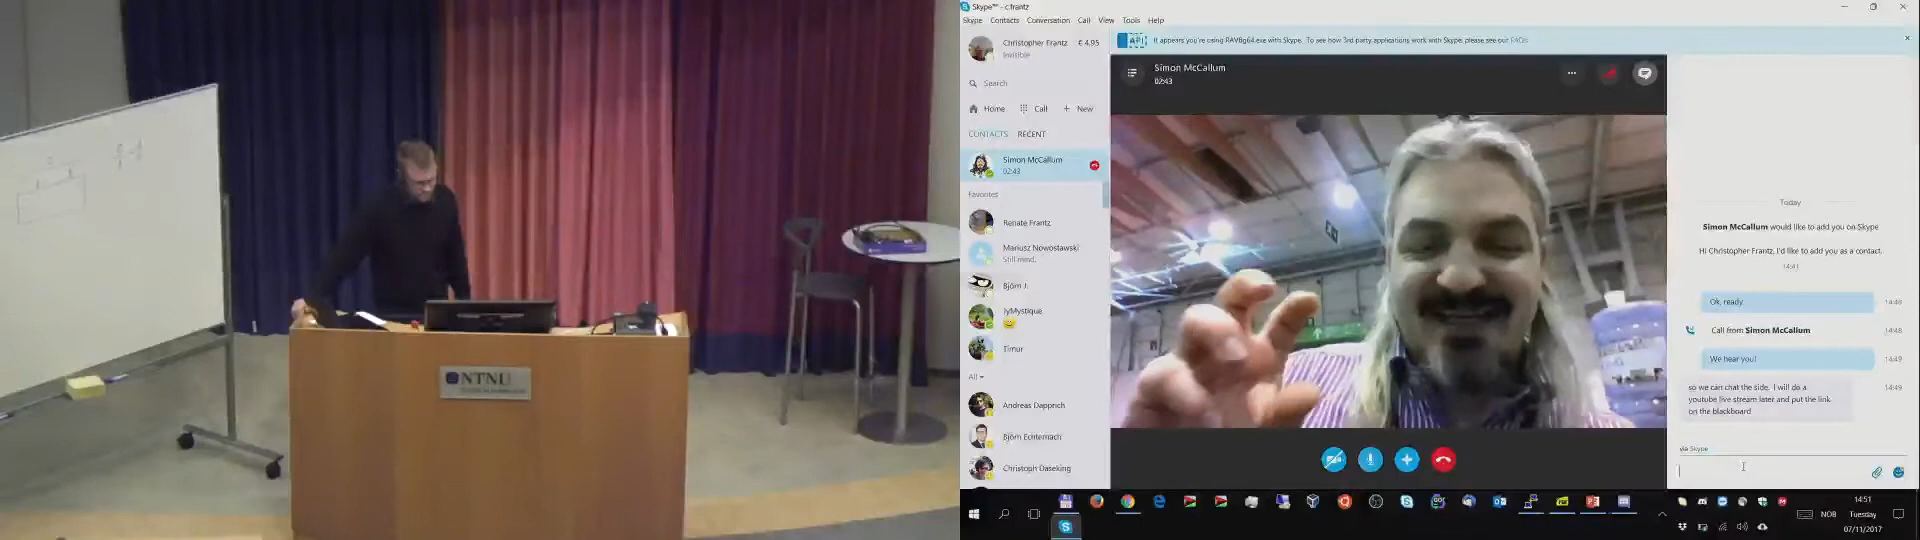 NTNU
Skype™ - c.frantz
Skype Contacts Conversation Call View Tools Help
Christopher Frantz € 4.95
Invisible
Search
Home Call New
CONTACTS RECENT
Simon McCallum
02:43
Favorites
Renate Frantz
Mariusz Nowostawski
Still mind.
Björn J.
IyMystique
Timur
All
Andreas Dapprich
Björn Echternach
Christoph Daseking
API
It appears you're using RAVBg64.exe with Skype. To see how 3rd party applications work with Skype, please see our FAQs
Simon McCallum
02:43
Today
Simon McCallum would like to add you on Skype
Hi Christopher Frantz, I'd like to add you as a contact.
14:41
Ok, ready 14:48
Call from Simon McCallum 14:48
We hear you! 14:49
so we can chat the side. I will do a 14:49
youtube live stream later and put the link
on the blackboard
via Skype
NOB
14:51
Tuesday
07/11/2017